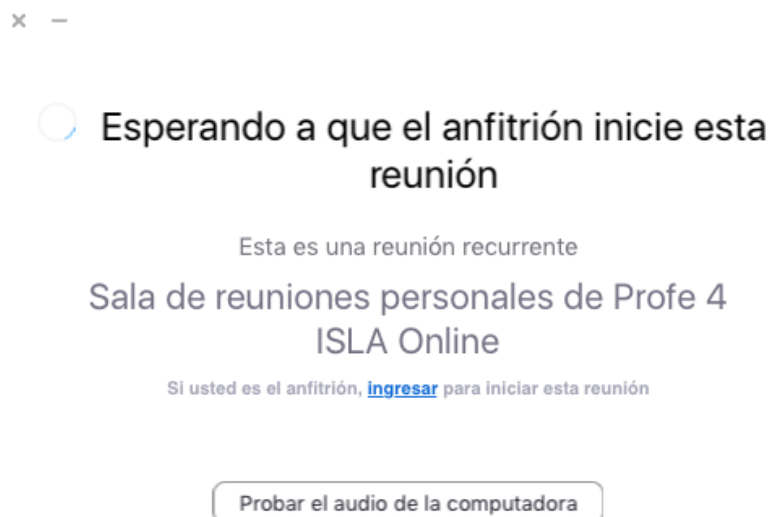 Esperando a que el anfitrión inicie esta
reunión
Esta es una reunión recurrente
Sala de reuniones personales de Profe 4
ISLA Online
Si usted es el anfitrión, ingresar para iniciar esta reunión
Probar el audio de la computadora